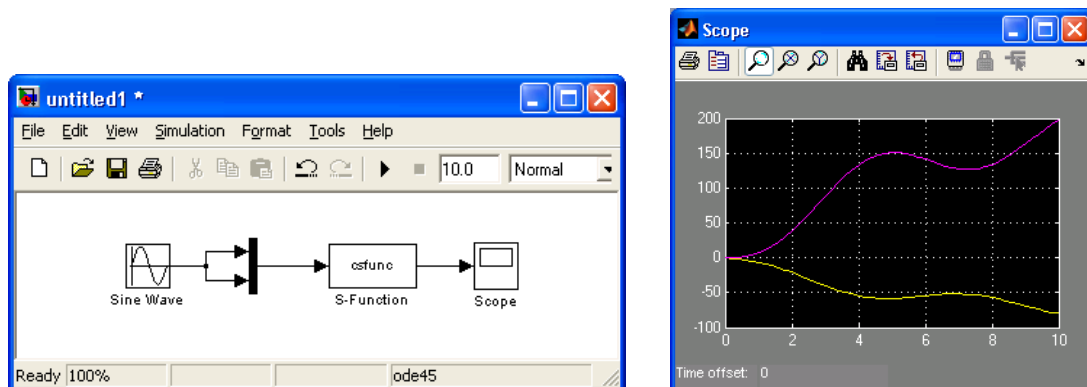 untitled1 *
File Edit View Simulation Format Tools Help
10.0 Normal
csfunc
Sine Wave S-Function Scope
Ready 100% ode45
Scope
200
150
100
50
0
-50
-100
0 2 4 6 8 10
Time offset: 0